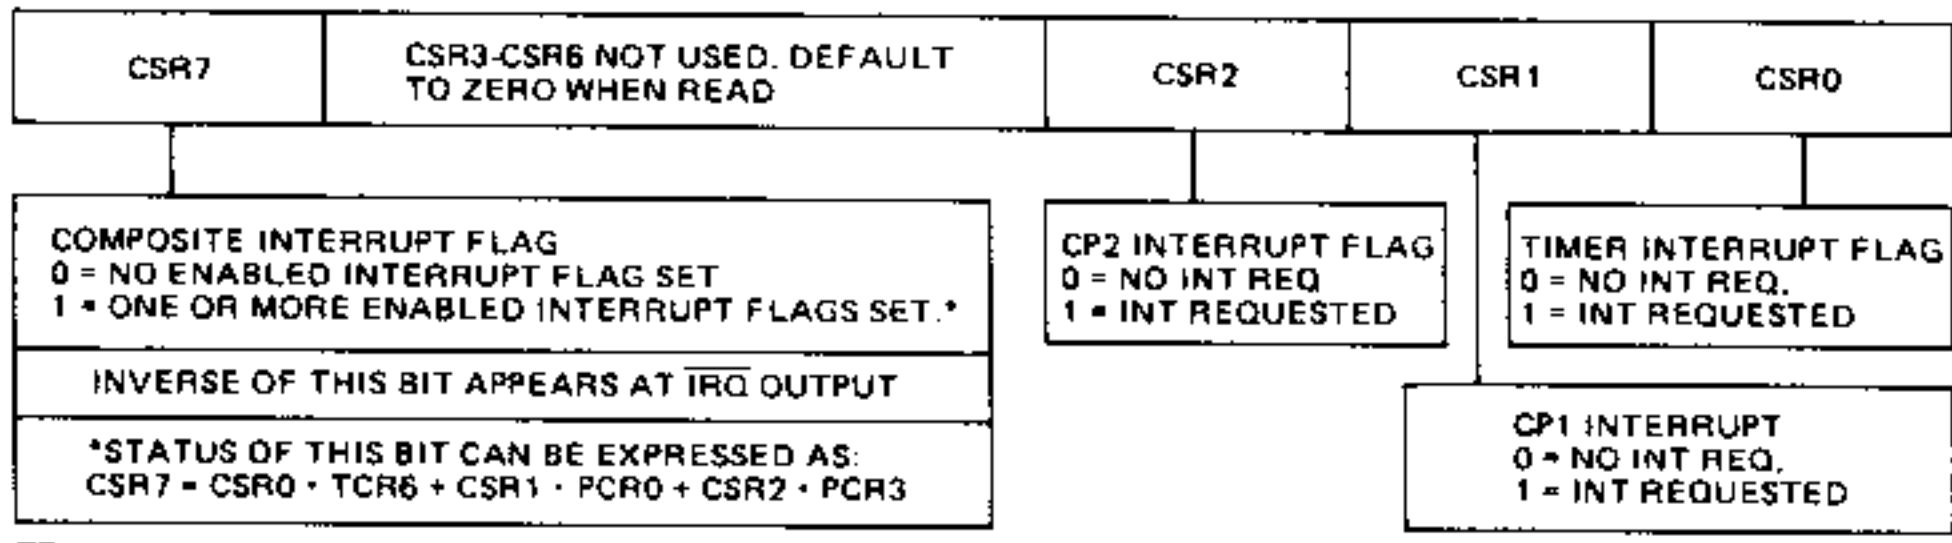 CSR7
CSR3-CSR6 NOT USED. DEFAULT
TO ZERO WHEN READ
CSR2
CSR1
CSR0
COMPOSITE INTERRUPT FLAG
0 = NO ENABLED INTERRUPT FLAG SET
1 = ONE OR MORE ENABLED INTERRUPT FLAGS SET.*
INVERSE OF THIS BIT APPEARS AT IRQ OUTPUT
*STATUS OF THIS BIT CAN BE EXPRESSED AS:
CSR7 = CSR0 · TCR6 + CSR1 · PCR0 + CSR2 · PCR3
CP2 INTERRUPT FLAG
0 = NO INT REQ
1 = INT REQUESTED
TIMER INTERRUPT FLAG
0 = NO INT REQ.
1 = INT REQUESTED
CP1 INTERRUPT
0 = NO INT REQ.
1 = INT REQUESTED